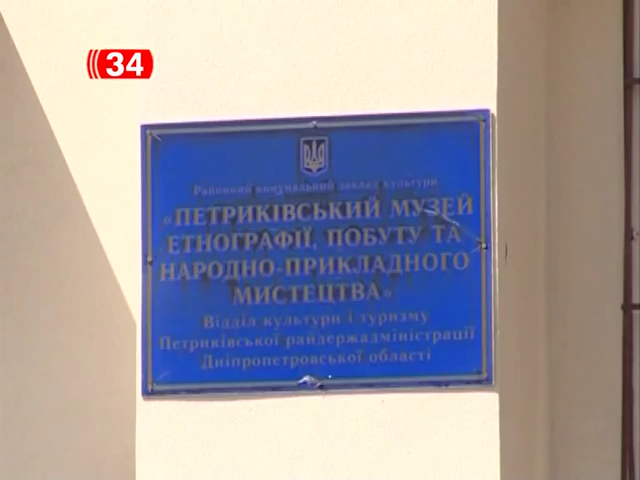 34
Районний комунальний заклад культури
«ПЕТРИКІВСЬКИЙ МУЗЕЙ
ЕТНОГРАФІЇ, ПОБУТУ ТА
НАРОДНО-ПРИКЛАДНОГО
МИСТЕЦТВА»
Відділ культури і туризму
Петриківської райдержадміністрації
Дніпропетровської області